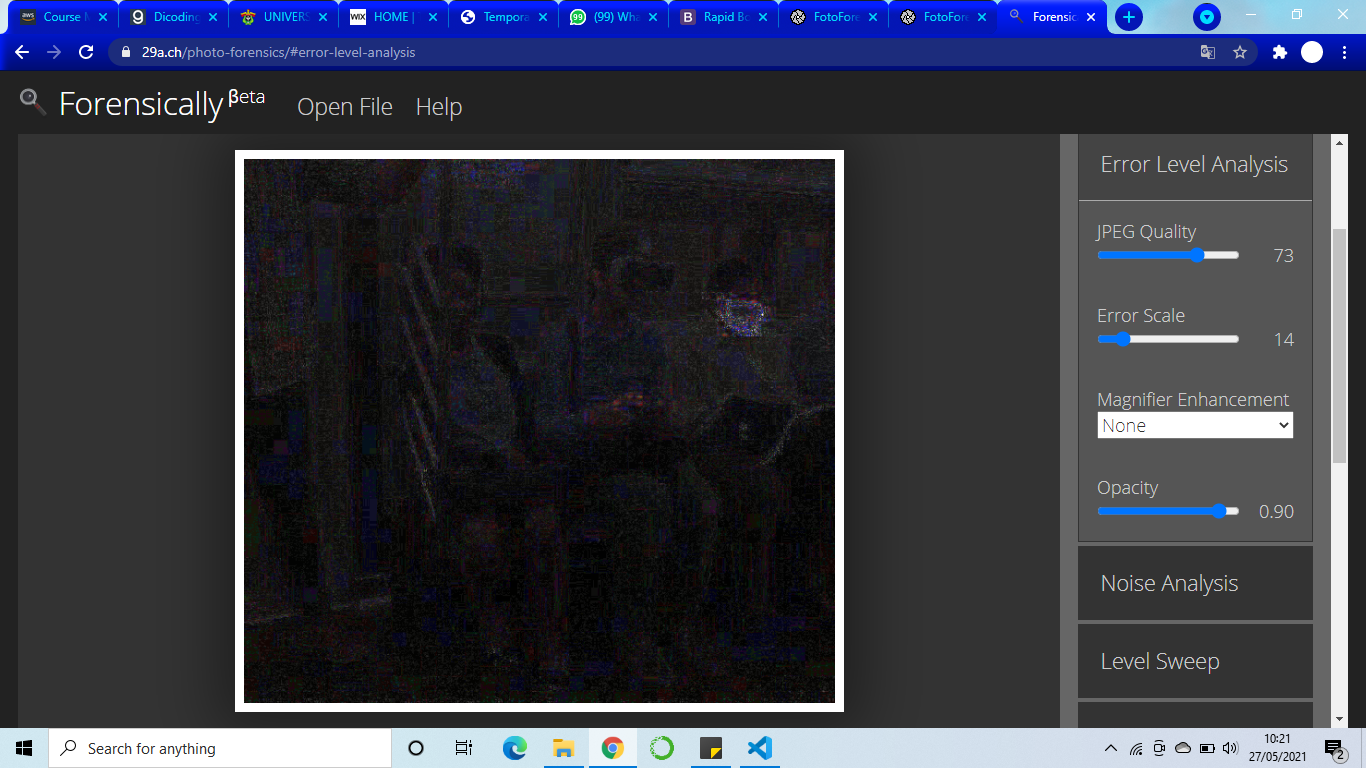 Course M
Dicoding
UNIVERS
HOME |
Tempora
(99) Wha
Rapid Bo
FotoFore
FotoFore
Forensic
29a.ch/photo-forensics/#error-level-analysis
Forensically βeta
Open File
Help
Error Level Analysis
JPEG Quality
73
Error Scale
14
Magnifier Enhancement
None
Opacity
0.90
Noise Analysis
Level Sweep
Search for anything
10:21
27/05/2021
2